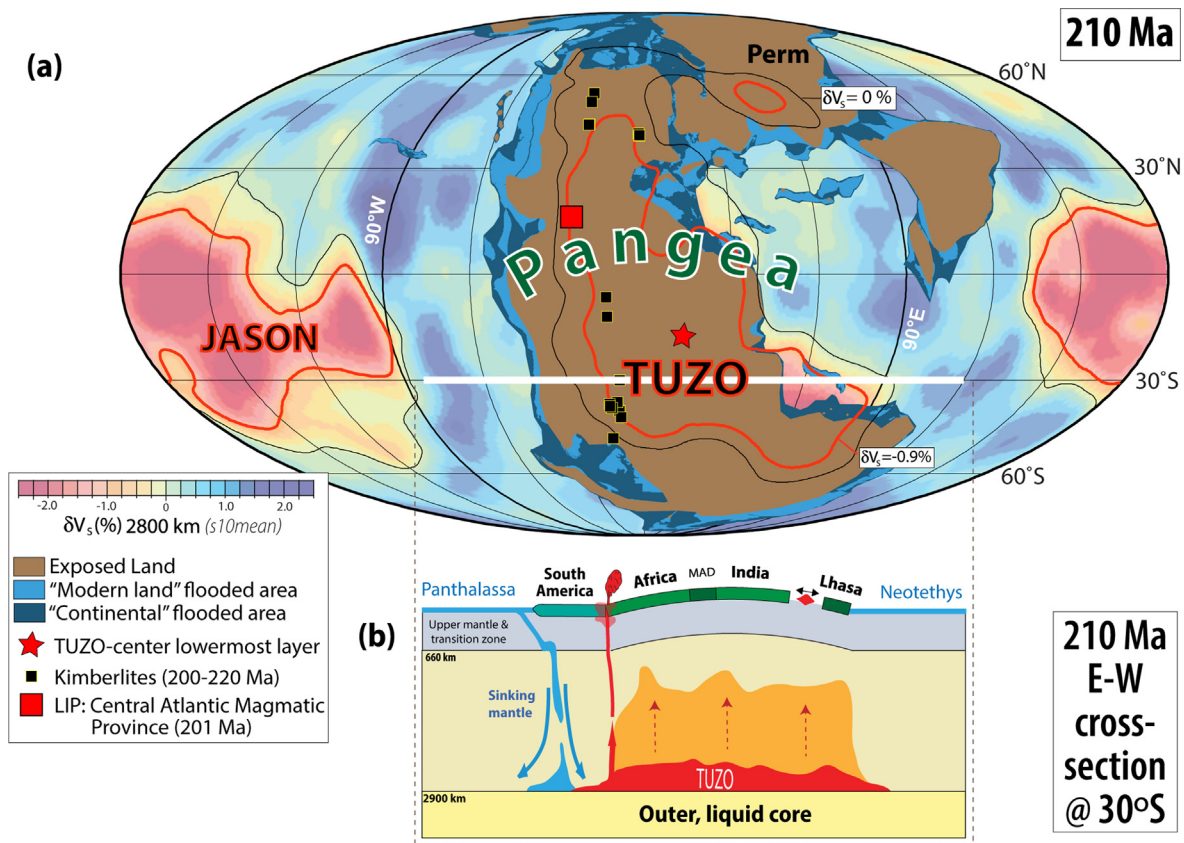 (a)
210 Ma
Perm
60°N
δVs= 0 %
30°N
90°W
Pangea
90°E
JASON
TUZO
30°S
δVs=-0.9%
60°S
-2.0 -1.0 0 1.0 2.0
δVs(%) 2800 km (s10mean)
Exposed Land
“Modern land” flooded area
“Continental” flooded area
TUZO-center lowermost layer
Kimberlites (200-220 Ma)
LIP: Central Atlantic Magmatic
Province (201 Ma)
(b)
Panthalassa
South
America
Africa
MAD
India
Lhasa
Neotethys
Upper mantle &
transition zone
660 km
Sinking
mantle
TUZO
2900 km
Outer, liquid core
210 Ma
E-W
cross-
section
@ 30°S